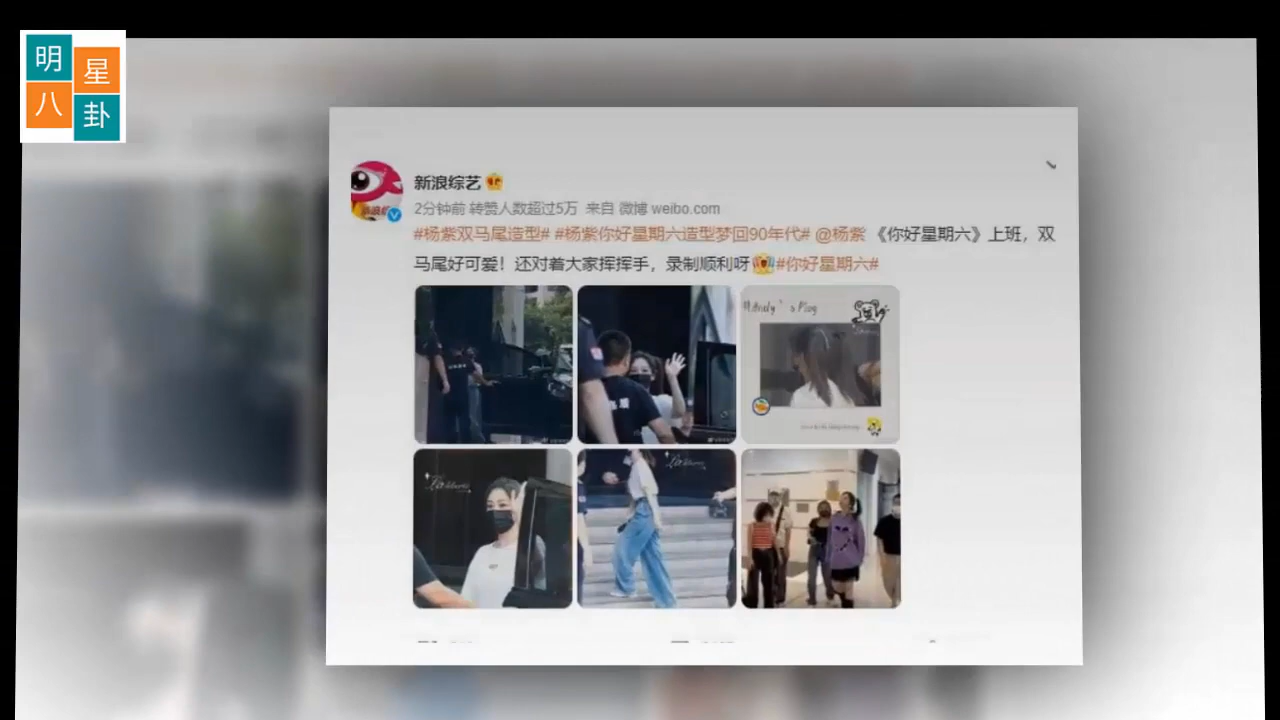 明星
八卦
新浪综艺
2分钟前 转赞人数超过5万 来自 微博 weibo.com
#杨紫双马尾造型# #杨紫你好星期六造型梦回90年代# @杨紫 《你好星期六》上班，双
马尾好可爱！还对着大家挥挥手，录制顺利呀#你好星期六#